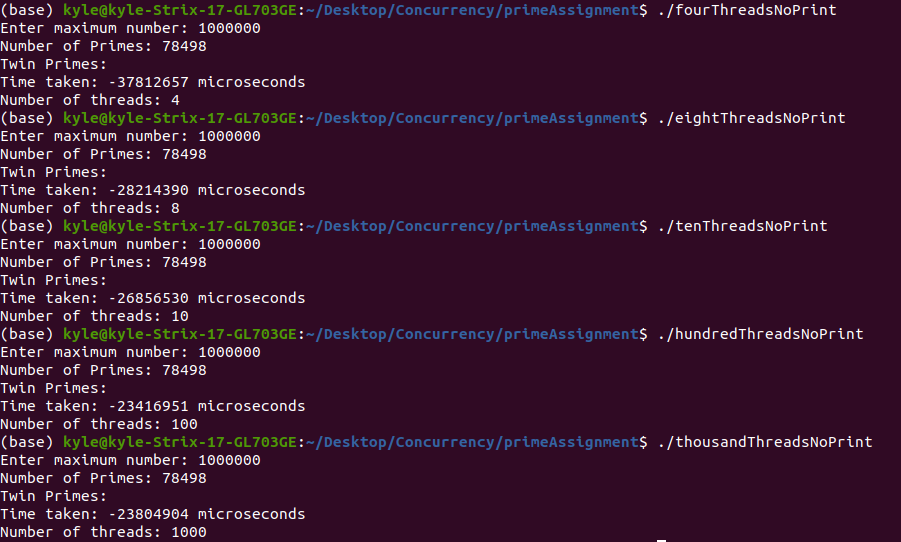 (base) kyle@kyle-Strix-17-GL703GE:~/Desktop/Concurrency/primeAssignment$ ./fourThreadsNoPrint
Enter maximum number: 1000000
Number of Primes: 78498
Twin Primes:
Time taken: -37812657 microseconds
Number of threads: 4
(base) kyle@kyle-Strix-17-GL703GE:~/Desktop/Concurrency/primeAssignment$ ./eightThreadsNoPrint
Enter maximum number: 1000000
Number of Primes: 78498
Twin Primes:
Time taken: -28214390 microseconds
Number of threads: 8
(base) kyle@kyle-Strix-17-GL703GE:~/Desktop/Concurrency/primeAssignment$ ./tenThreadsNoPrint
Enter maximum number: 1000000
Number of Primes: 78498
Twin Primes:
Time taken: -26856530 microseconds
Number of threads: 10
(base) kyle@kyle-Strix-17-GL703GE:~/Desktop/Concurrency/primeAssignment$ ./hundredThreadsNoPrint
Enter maximum number: 1000000
Number of Primes: 78498
Twin Primes:
Time taken: -23416951 microseconds
Number of threads: 100
(base) kyle@kyle-Strix-17-GL703GE:~/Desktop/Concurrency/primeAssignment$ ./thousandThreadsNoPrint
Enter maximum number: 1000000
Number of Primes: 78498
Twin Primes:
Time taken: -23804904 microseconds
Number of threads: 1000